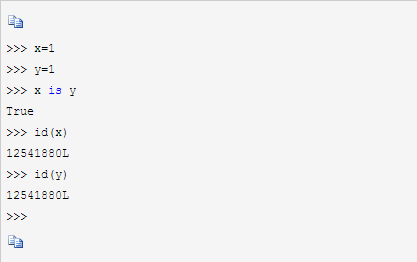 >>> x=1
>>> y=1
>>> x is y
True
>>> id(x)
12541880L
>>> id(y)
12541880L
>>>